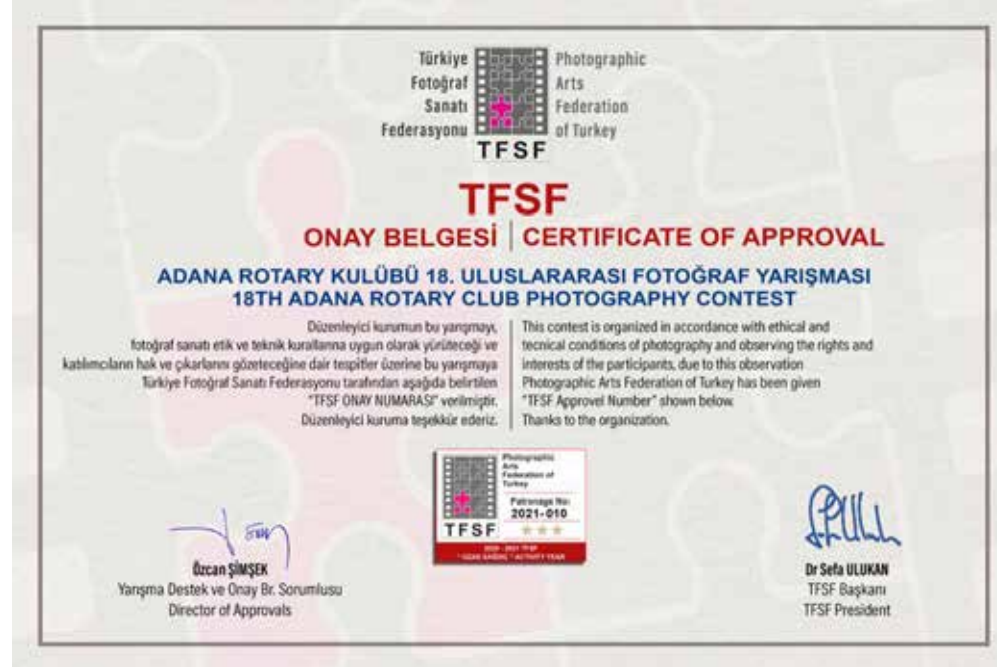 Türkiye
Fotoğraf
Sanatı
Federasyonu
Photographic
Arts
Federation
of Turkey
TFSF
TFSF
ONAY BELGESİ | CERTIFICATE OF APPROVAL
ADANA ROTARY KULÜBÜ 18. ULUSLARARASI FOTOĞRAF YARIŞMASI
18TH ADANA ROTARY CLUB PHOTOGRAPHY CONTEST
Düzenleyici kurumun bu yarışmayı,
fotoğraf sanatı etik ve teknik kurallarına uygun olarak yürüteceği ve
katılımcıların hak ve çıkarlarını gözeteceğine dair tespitler üzerine bu yarışmaya
Türkiye Fotoğraf Sanatı Federasyonu tarafından aşağıda belirtilen
"TFSF ONAY NUMARASI" verilmiştir.
Düzenleyici kuruma teşekkür ederiz.
This contest is organized in accordance with ethical and
tecnical conditions of photography and observing the rights and
interests of the participants, due to this observation
Photographic Arts Federation of Turkey has been given
"TFSF Approvel Number" shown below.
Thanks to the organization.
Photographic
Arts
Federation of
Turkey
Patronage No:
2021-010
TFSF
2020 - 2021 TFSF
ACTIVITY YEAR
Özcan ŞİMŞEK
Yarışma Destek ve Onay Br. Sorumlusu
Director of Approvals
Dr Sefa ULUKAN
TFSF Başkanı
TFSF President